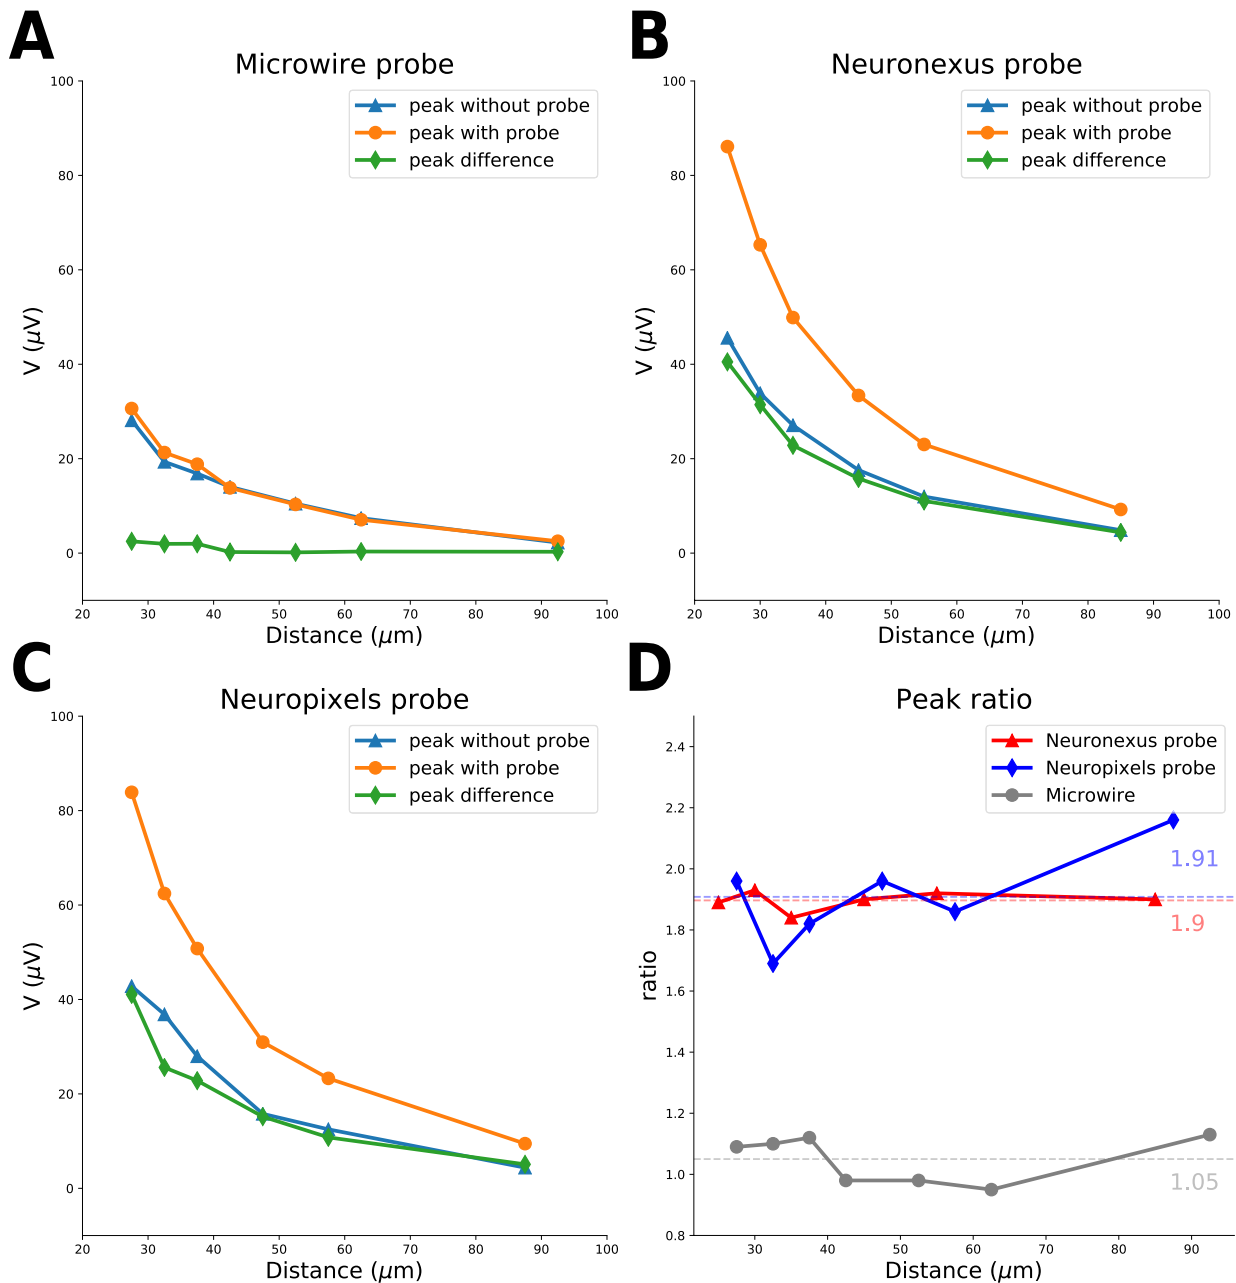 A
Microwire probe
peak without probe
peak with probe
peak difference
100
80
60
40
20
0
V (μV)
20 30 40 50 60 70 80 90 100
Distance (μm)
B
Neuronexus probe
peak without probe
peak with probe
peak difference
100
80
60
40
20
0
V (μV)
20 30 40 50 60 70 80 90 100
Distance (μm)
C
Neuropixels probe
peak without probe
peak with probe
peak difference
100
80
60
40
20
0
V (μV)
20 30 40 50 60 70 80 90 100
Distance (μm)
D
Peak ratio
Neuronexus probe
Neuropixels probe
Microwire
2.4
2.2
2.0
1.8
1.6
1.4
1.2
1.0
0.8
ratio
1.91
1.9
1.05
30 40 50 60 70 80 90
Distance (μm)